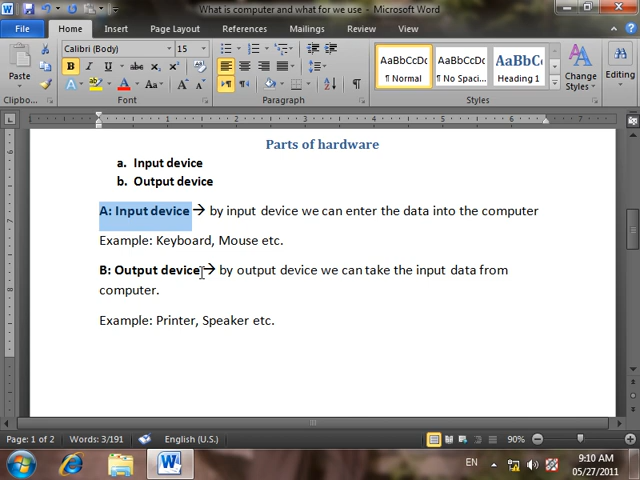 What is computer and what for we use - Microsoft Word
File Home Insert Page Layout References Mailings Review View
Paste
Calibri (Body) 15
AaBbCcDc AaBbCcDc AaBbC
¶ Normal ¶ No Spaci... Heading 1
Change Styles
Editing
Clipbo... Font Paragraph Styles
Parts of hardware
a. Input device
b. Output device
A: Input device → by input device we can enter the data into the computer
Example: Keyboard, Mouse etc.
B: Output device → by output device we can take the input data from
computer.
Example: Printer, Speaker etc.
Page: 1 of 2 Words: 3/191 English (U.S.) 90%
EN 9:10 AM
05/27/2011